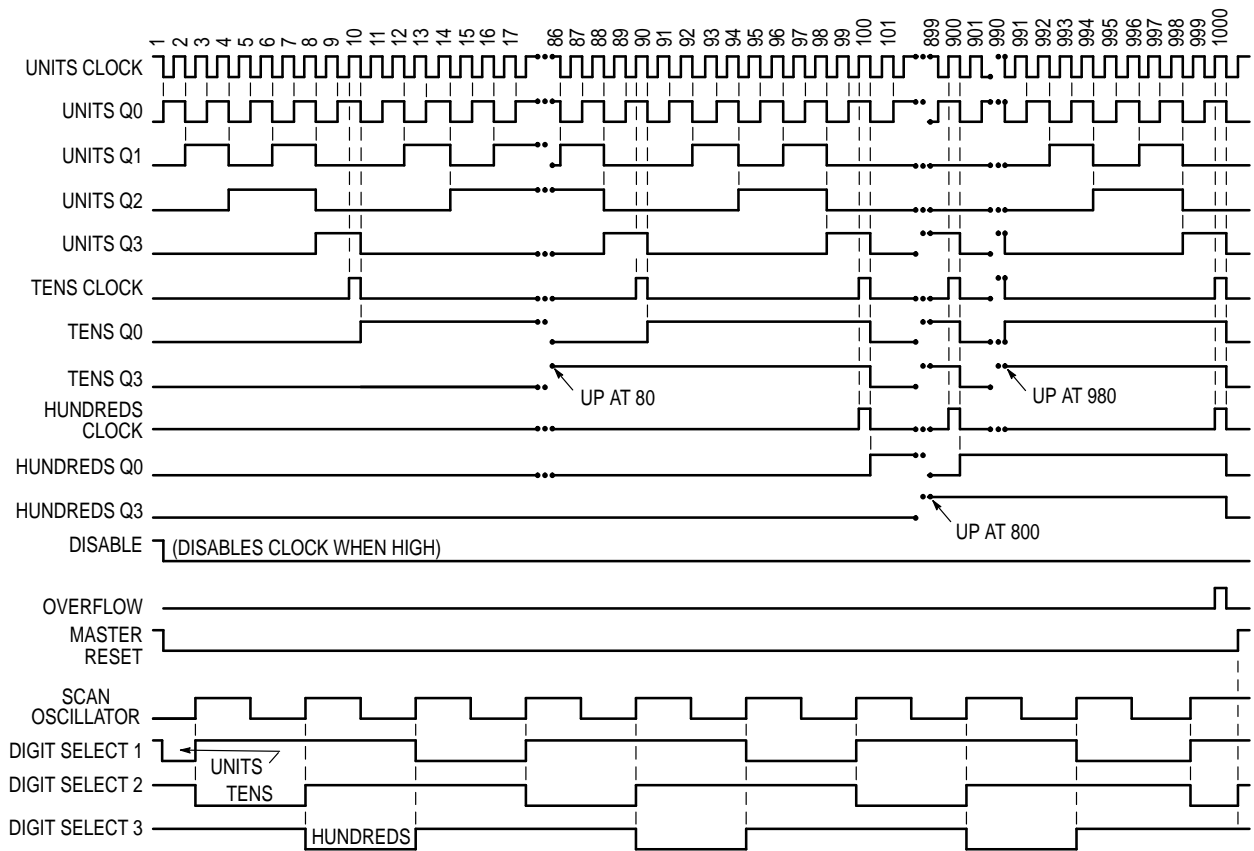 1 2 3 4 5 6 7 8 9 10 11 12 13 14 15 16 17 86 87 88 89 90 91 92 93 94 95 96 97 98 99 100 101 899 900 901 990 991 992 993 994 995 996 997 998 999 1000
UNITS CLOCK
UNITS Q0
UNITS Q1
UNITS Q2
UNITS Q3
TENS CLOCK
TENS Q0
TENS Q3
UP AT 80
UP AT 980
HUNDREDS
CLOCK
HUNDREDS Q0
HUNDREDS Q3
UP AT 800
DISABLE
(DISABLES CLOCK WHEN HIGH)
OVERFLOW
MASTER
RESET
SCAN
OSCILLATOR
DIGIT SELECT 1
UNITS
DIGIT SELECT 2
TENS
DIGIT SELECT 3
HUNDREDS